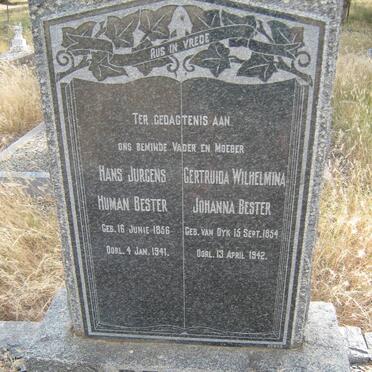 RUS IN VREDE
TER GEDAGTENIS AAN
ONS BEMINDE VADER EN MOEDER
HANS JURGENS
HUMAN BESTER
GEB. 16 JUNIE 1856
OORL. 4 JAN. 1941.
GERTRUIDA WILHELMINA
JOHANNA BESTER
GEB. VAN DYK 15 SEPT. 1854
OORL. 13 APRIL 1942.